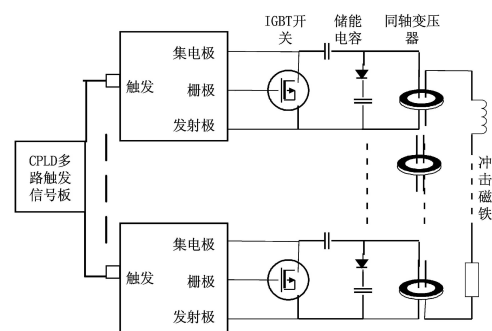 IGBT开
关
储能
电容
同轴变压
器
集电极
触发
栅极
发射极
CPLD多
路触发
信号板
冲
击
磁
铁
集电极
触发
栅极
发射极